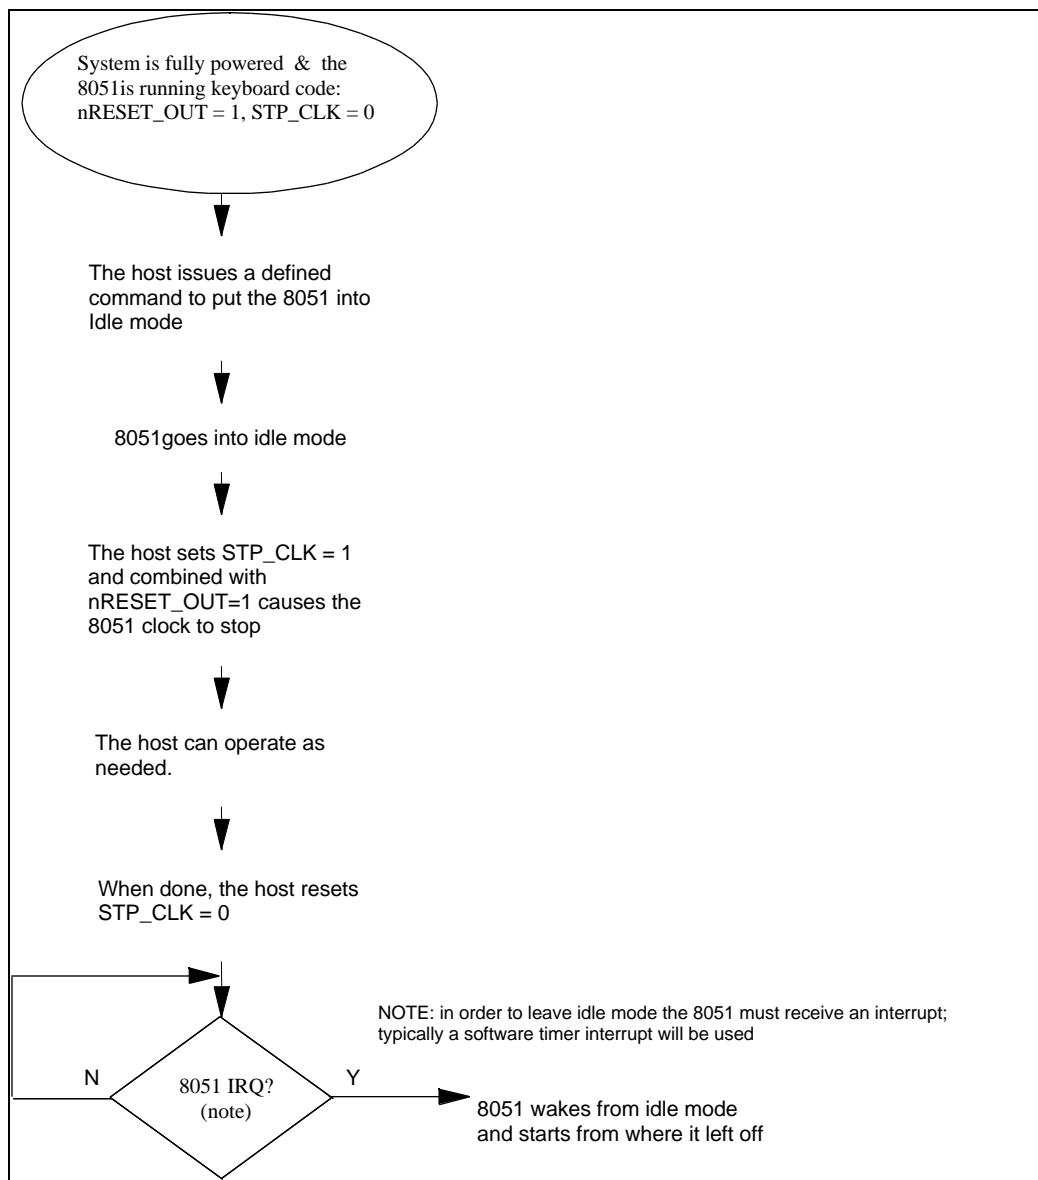 System is fully powered & the
8051is running keyboard code:
nRESET_OUT = 1, STP_CLK = 0
The host issues a defined
command to put the 8051 into
Idle mode
8051goes into idle mode
The host sets STP_CLK = 1
and combined with
nRESET_OUT=1 causes the
8051 clock to stop
The host can operate as
needed.
When done, the host resets
STP_CLK = 0
NOTE: in order to leave idle mode the 8051 must receive an interrupt;
typically a software timer interrupt will be used
N
8051 IRQ?
(note)
Y
8051 wakes from idle mode
and starts from where it left off